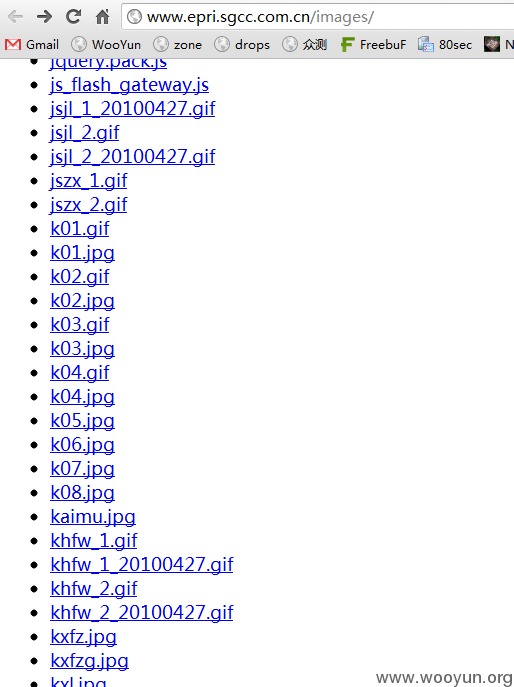 www.epri.sgcc.com.cn/images/
Gmail WooYun zone drops 众测 FreebuF 80sec N
jquery.pack.js
js_flash_gateway.js
jsjl_1_20100427.gif
jsjl_2.gif
jsjl_2_20100427.gif
jszx_1.gif
jszx_2.gif
k01.gif
k01.jpg
k02.gif
k02.jpg
k03.gif
k03.jpg
k04.gif
k04.jpg
k05.jpg
k06.jpg
k07.jpg
k08.jpg
kaimu.jpg
khfw_1.gif
khfw_1_20100427.gif
khfw_2.gif
khfw_2_20100427.gif
kxfz.jpg
kxfzg.jpg
kxl.jpg
www.wooyun.org